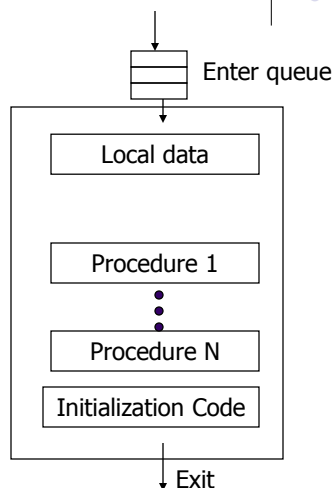 Enter queue
Local data
Procedure 1
Procedure N
Initialization Code
Exit